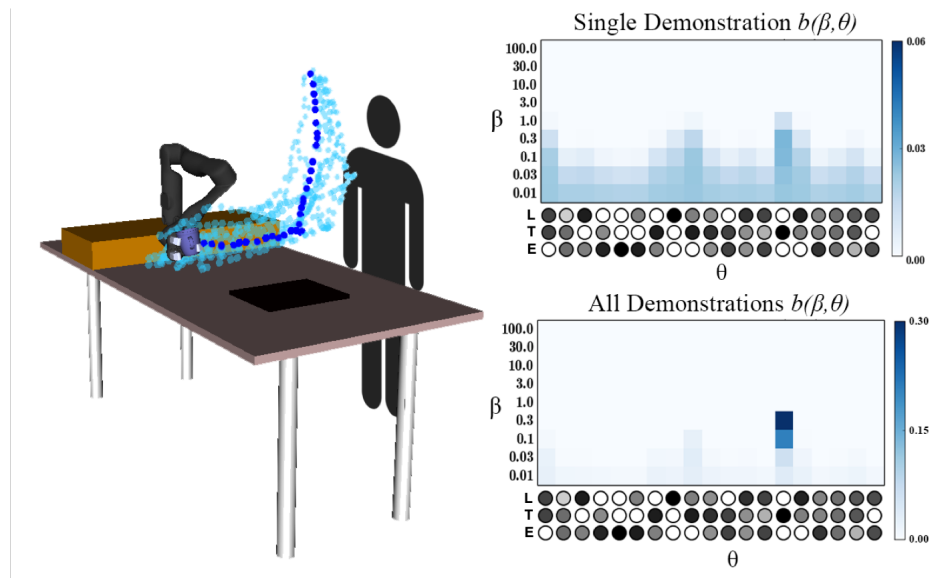 Single Demonstration b(β,θ)
100.0
30.0
10.0
3.0
1.0
0.3
0.1
0.03
0.01
β
L
T
E
θ
0.06
0.03
0.00
All Demonstrations b(β,θ)
100.0
30.0
10.0
3.0
1.0
0.3
0.1
0.03
0.01
β
L
T
E
θ
0.30
0.15
0.00